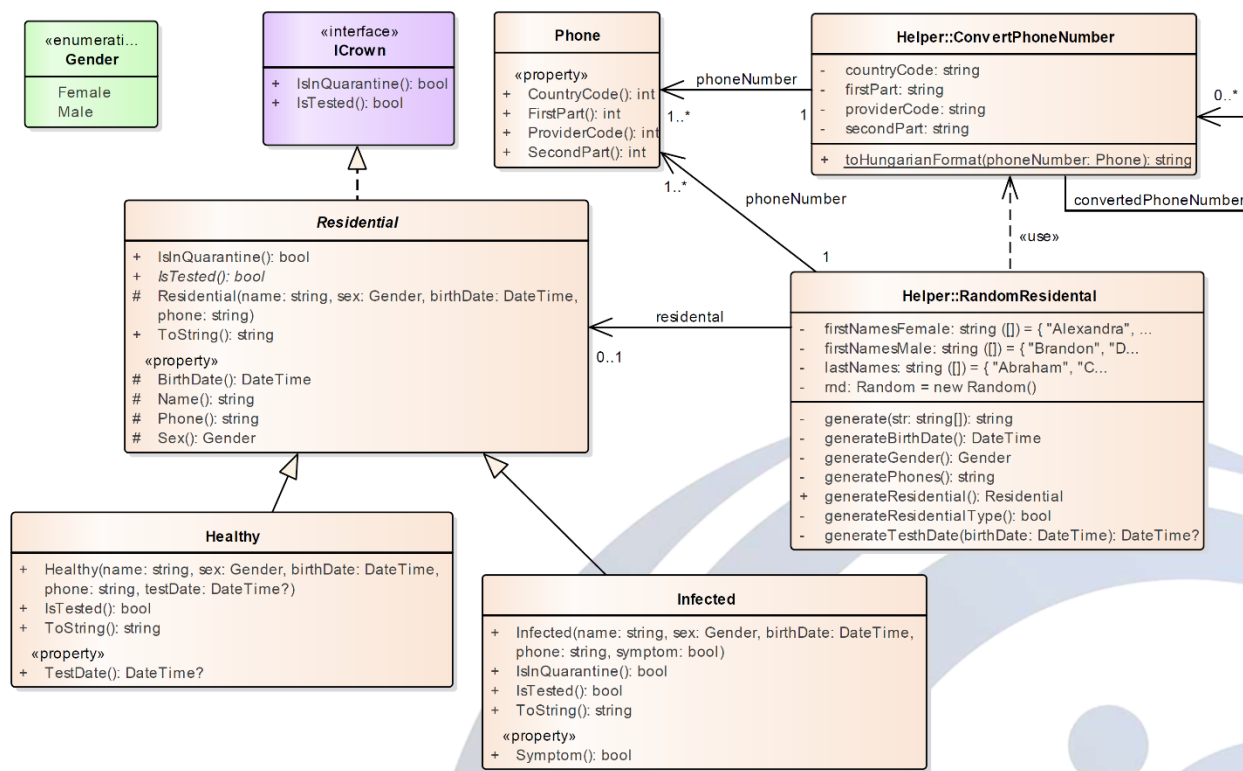 «enumerati...
Gender
Female
Male
«interface»
ICrown
+ IsInQuarantine(): bool
+ IsTested(): bool
Phone
«property»
+ CountryCode(): int
+ FirstPart(): int
+ ProviderCode(): int
+ SecondPart(): int
phoneNumber
1..*
1
Helper::ConvertPhoneNumber
- countryCode: string
- firstPart: string
- providerCode: string
- secondPart: string
+ toHungarianFormat(phoneNumber: Phone): string
0..*
convertedPhoneNumber
1..*
phoneNumber
1
«use»
Residential
+ IsInQuarantine(): bool
+ IsTested(): bool
# Residential(name: string, sex: Gender, birthDate: DateTime,
phone: string)
+ ToString(): string
«property»
# BirthDate(): DateTime
# Name(): string
# Phone(): string
# Sex(): Gender
residental
0..1
Helper::RandomResidental
- firstNamesFemale: string ([]) = { "Alexandra", ...
- firstNamesMale: string ([]) = { "Brandon", "D...
- lastNames: string ([]) = { "Abraham", "C...
- rnd: Random = new Random()
- generate(str: string[]): string
- generateBirthDate(): DateTime
- generateGender(): Gender
- generatePhones(): string
+ generateResidential(): Residential
- generateResidentialType(): bool
- generateTesthDate(birthDate: DateTime): DateTime?
Healthy
+ Healthy(name: string, sex: Gender, birthDate: DateTime,
phone: string, testDate: DateTime?)
+ IsTested(): bool
+ ToString(): string
«property»
+ TestDate(): DateTime?
Infected
+ Infected(name: string, sex: Gender, birthDate: DateTime,
phone: string, symptom: bool)
+ IsInQuarantine(): bool
+ IsTested(): bool
+ ToString(): string
«property»
+ Symptom(): bool